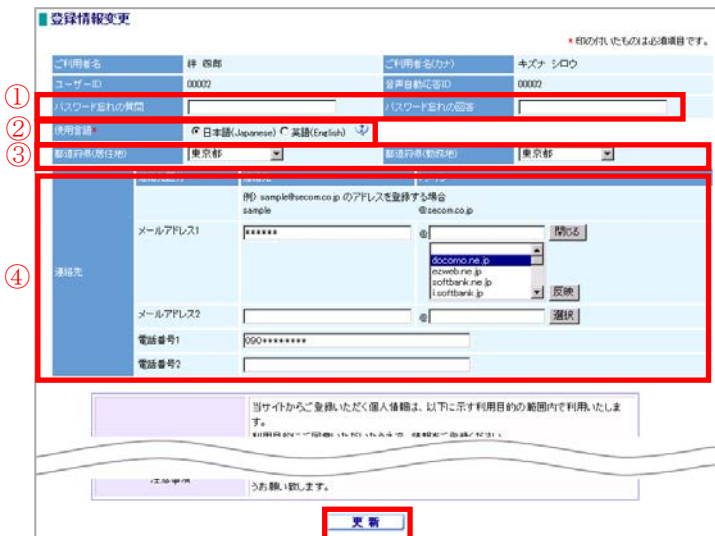 登録情報変更
*印の付いたものは必須項目です。
ご利用者名 絆 四郎 ご利用者名(カナ) キズナ シロウ
ユーザーID 00002 音声自動応答ID 00002
① パスワード忘れの質問 パスワード忘れの回答
② 使用言語* 日本語(Japanese) 英語(English)
③ 都道府県(居住地) 東京都 都道府県(勤務地) 東京都
例) sample@secom.co.jp のアドレスを登録する場合
sample @secom.co.jp
メールアドレス1 ****** @ 閉じる
docomo.ne.jp
④ 連絡先 ezweb.ne.jp
softbank.ne.jp
i.softbank.jp 反映
メールアドレス2 @ 選択
電話番号1 090********
電話番号2
当サイトからご登録いただく個人情報は、以下に示す利用目的の範囲内で利用いたしま
す。
注意事項
うお願い致します。
更新